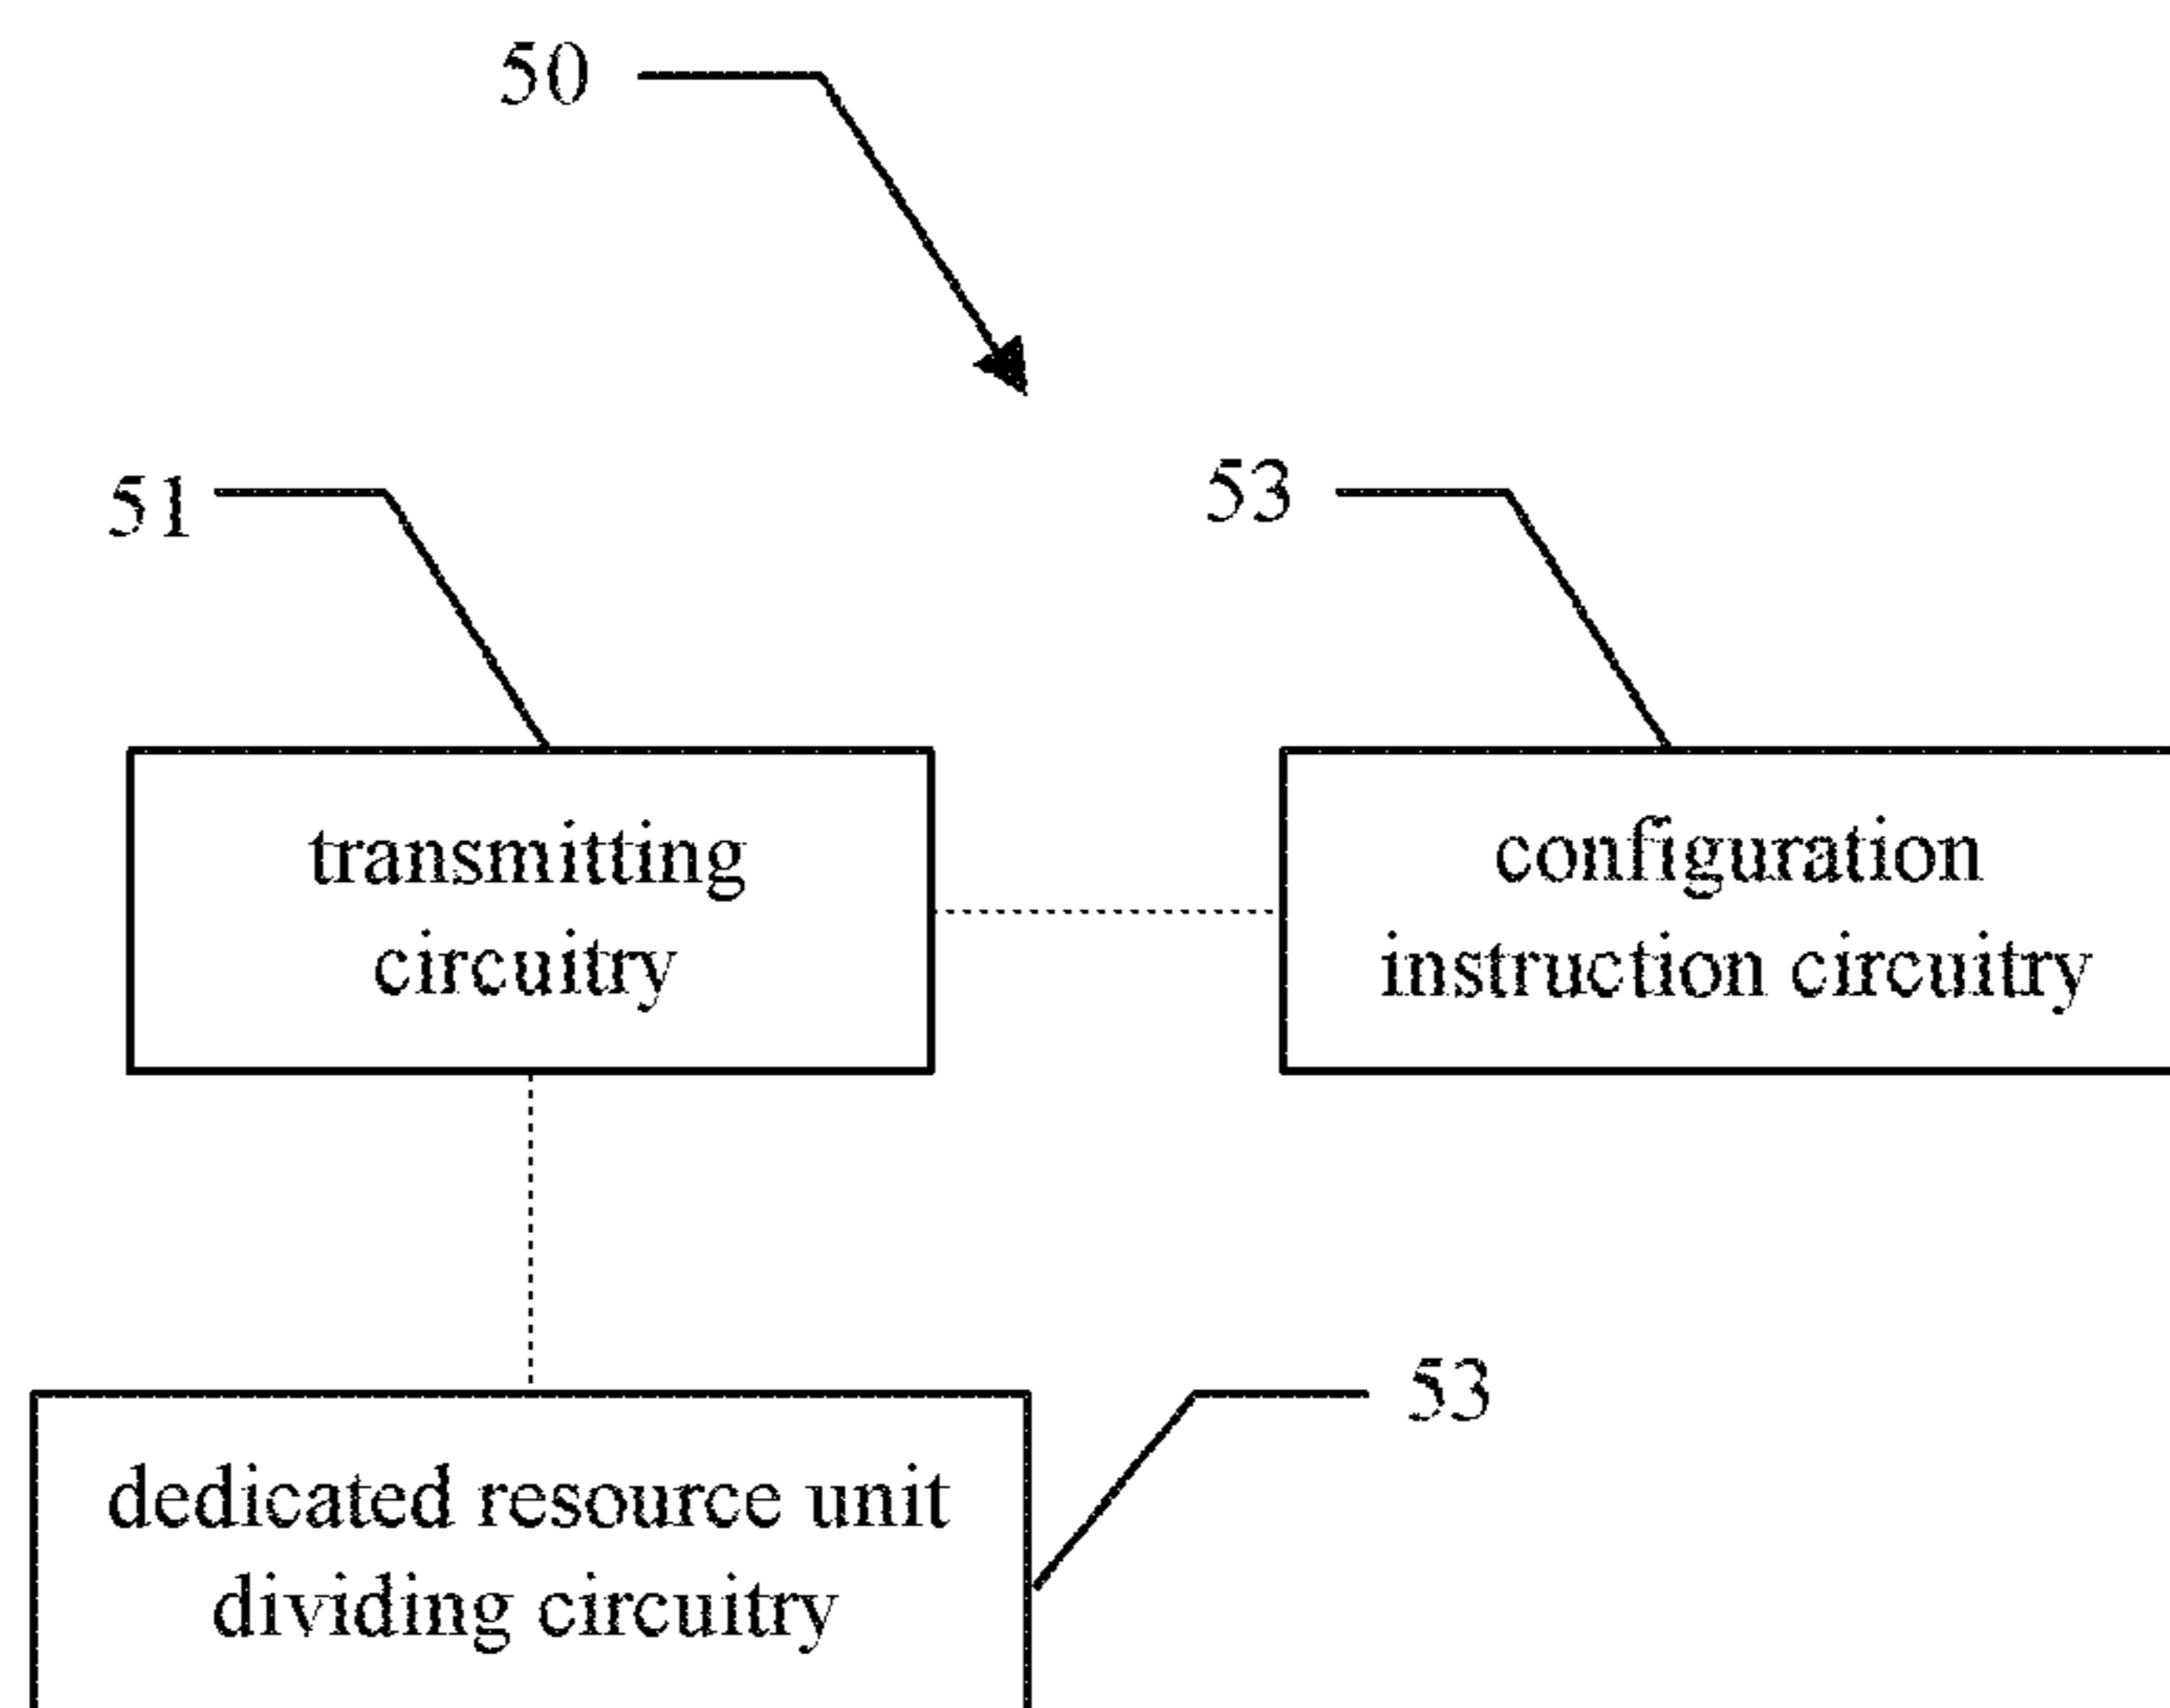 50
51
53
transmitting
circuitry
configuration
instruction circuitry
53
dedicated resource unit
dividing circuitry